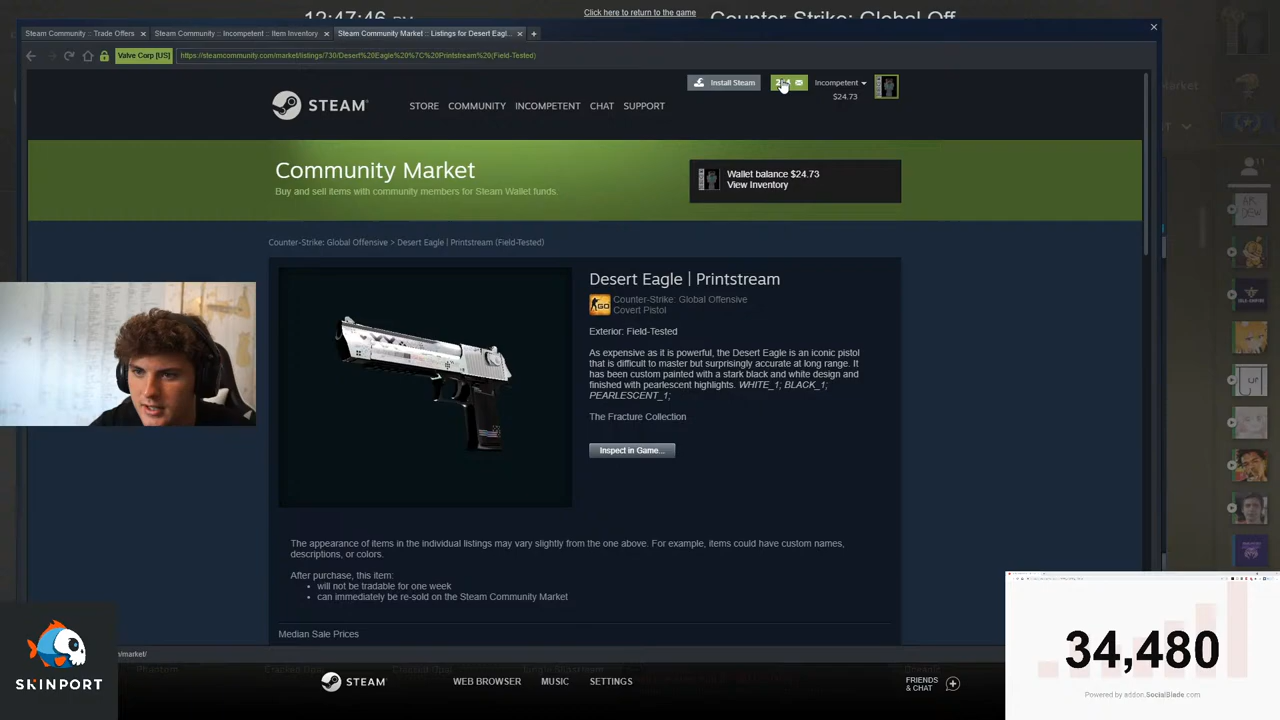 12:47:46 PM
Click here to return to the game
Counter-Strike: Global Off
Steam Community :: Trade Offers
Steam Community :: Incompetent :: Item Inventory
Steam Community Market :: Listings for Desert Eagl...
Valve Corp [US]
https://steamcommunity.com/market/listings/730/Desert%20Eagle%20%7C%20Printstream%20(Field-Tested)
Install Steam
Incompetent
$24.73
STEAM
STORE COMMUNITY INCOMPETENT CHAT SUPPORT
Community Market
Buy and sell items with community members for Steam Wallet funds.
Wallet balance $24.73
View Inventory
Counter-Strike: Global Offensive > Desert Eagle | Printstream (Field-Tested)
Desert Eagle | Printstream
Counter-Strike: Global Offensive
Covert Pistol
Exterior: Field-Tested
As expensive as it is powerful, the Desert Eagle is an iconic pistol
that is difficult to master but surprisingly accurate at long range. It
has been custom painted with a stark black and white design and
finished with pearlescent highlights. WHITE_1; BLACK_1;
PEARLESCENT_1;
The Fracture Collection
Inspect in Game...
The appearance of items in the individual listings may vary slightly from the one above. For example, items could have custom names,
descriptions, or colors.
After purchase, this item:
• will not be tradable for one week
• can immediately be re-sold on the Steam Community Market
Median Sale Prices
STEAM
WEB BROWSER MUSIC SETTINGS
FRIENDS
& CHAT
SKINPORT
34,480
Powered by addon.SocialBlade.com